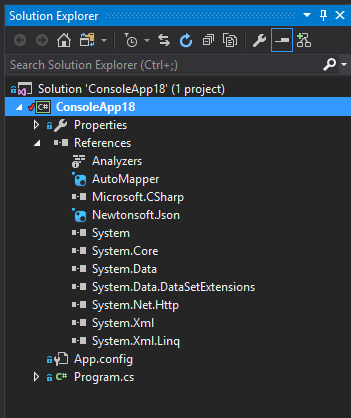 Solution Explorer
Search Solution Explorer (Ctrl+;)
Solution 'ConsoleApp18' (1 project)
C# ConsoleApp18
Properties
References
Analyzers
AutoMapper
Microsoft.CSharp
Newtonsoft.Json
System
System.Core
System.Data
System.Data.DataSetExtensions
System.Net.Http
System.Xml
System.Xml.Linq
App.config
C# Program.cs